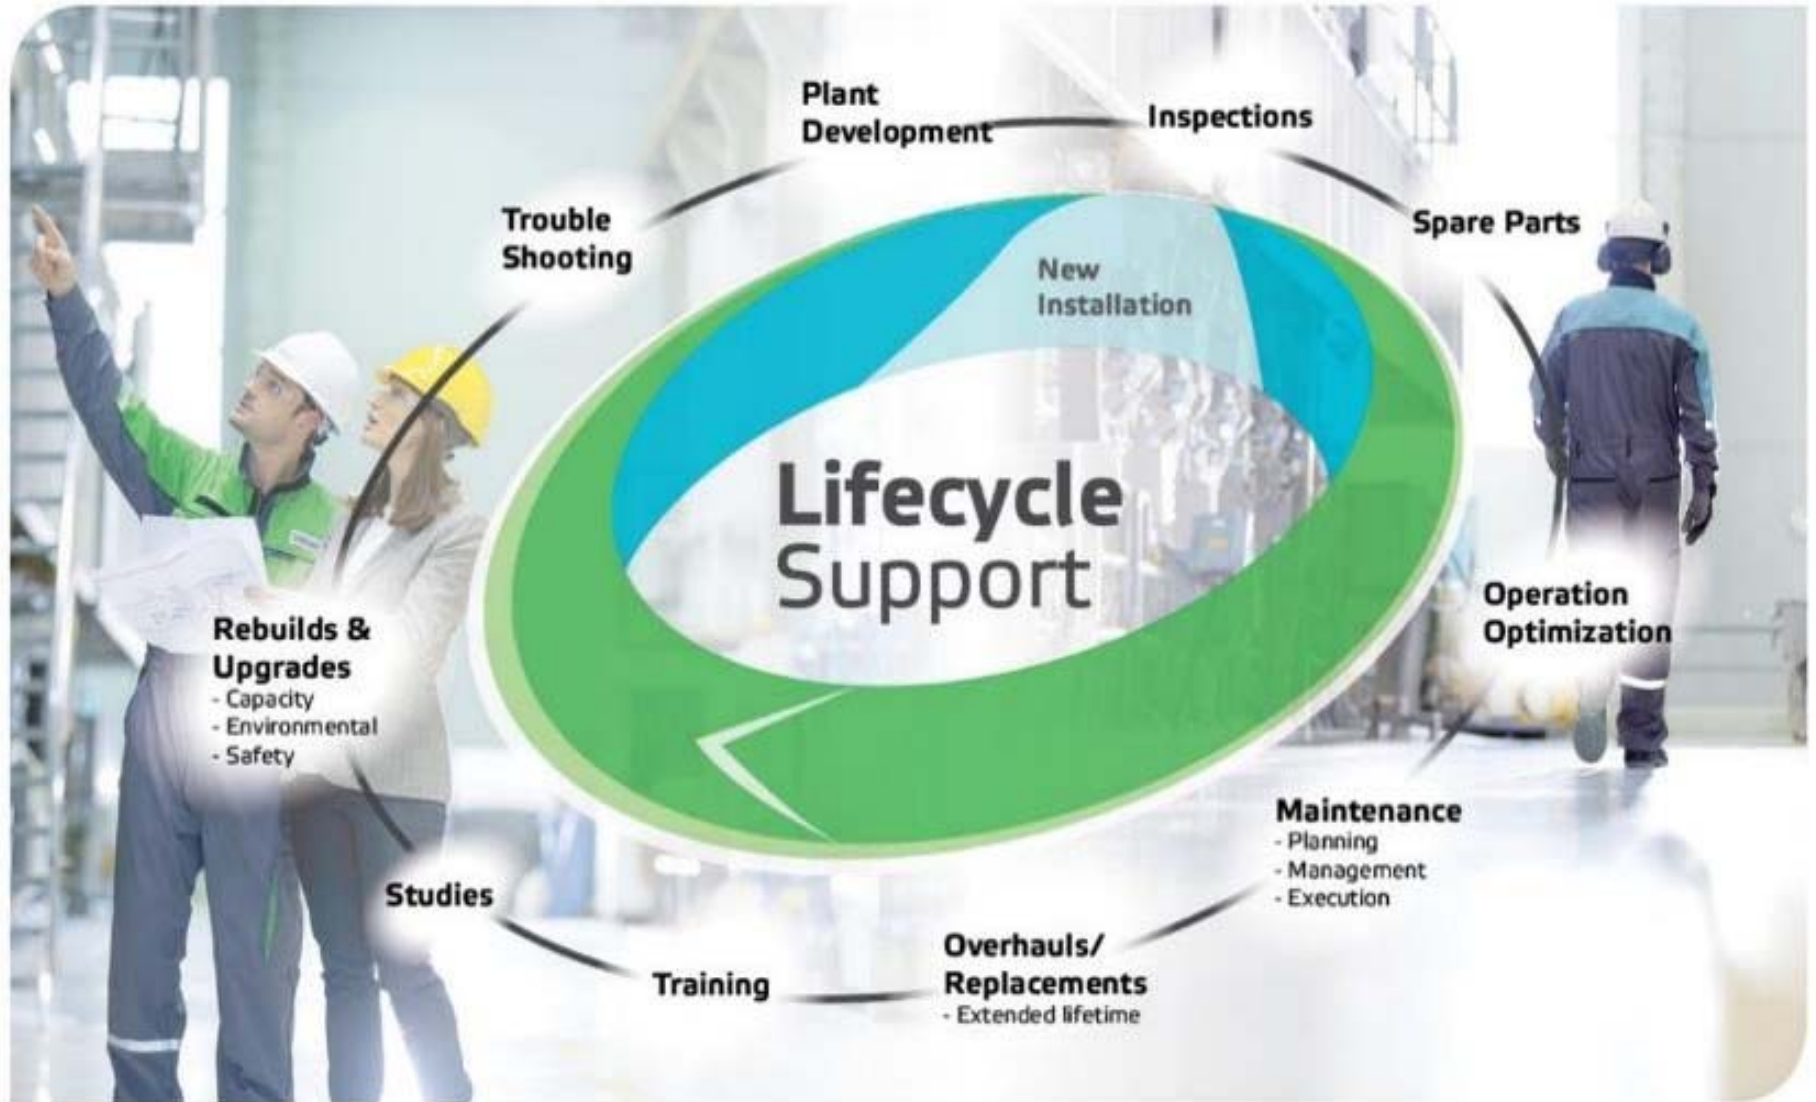 Plant
Development
Inspections
Trouble
Shooting
Spare Parts
New
Installation
Lifecycle
Support
Operation
Optimization
Rebuilds &
Upgrades
- Capacity
- Environmental
- Safety
Maintenance
- Planning
- Management
- Execution
Studies
Overhauls/
Replacements
- Extended lifetime
Training